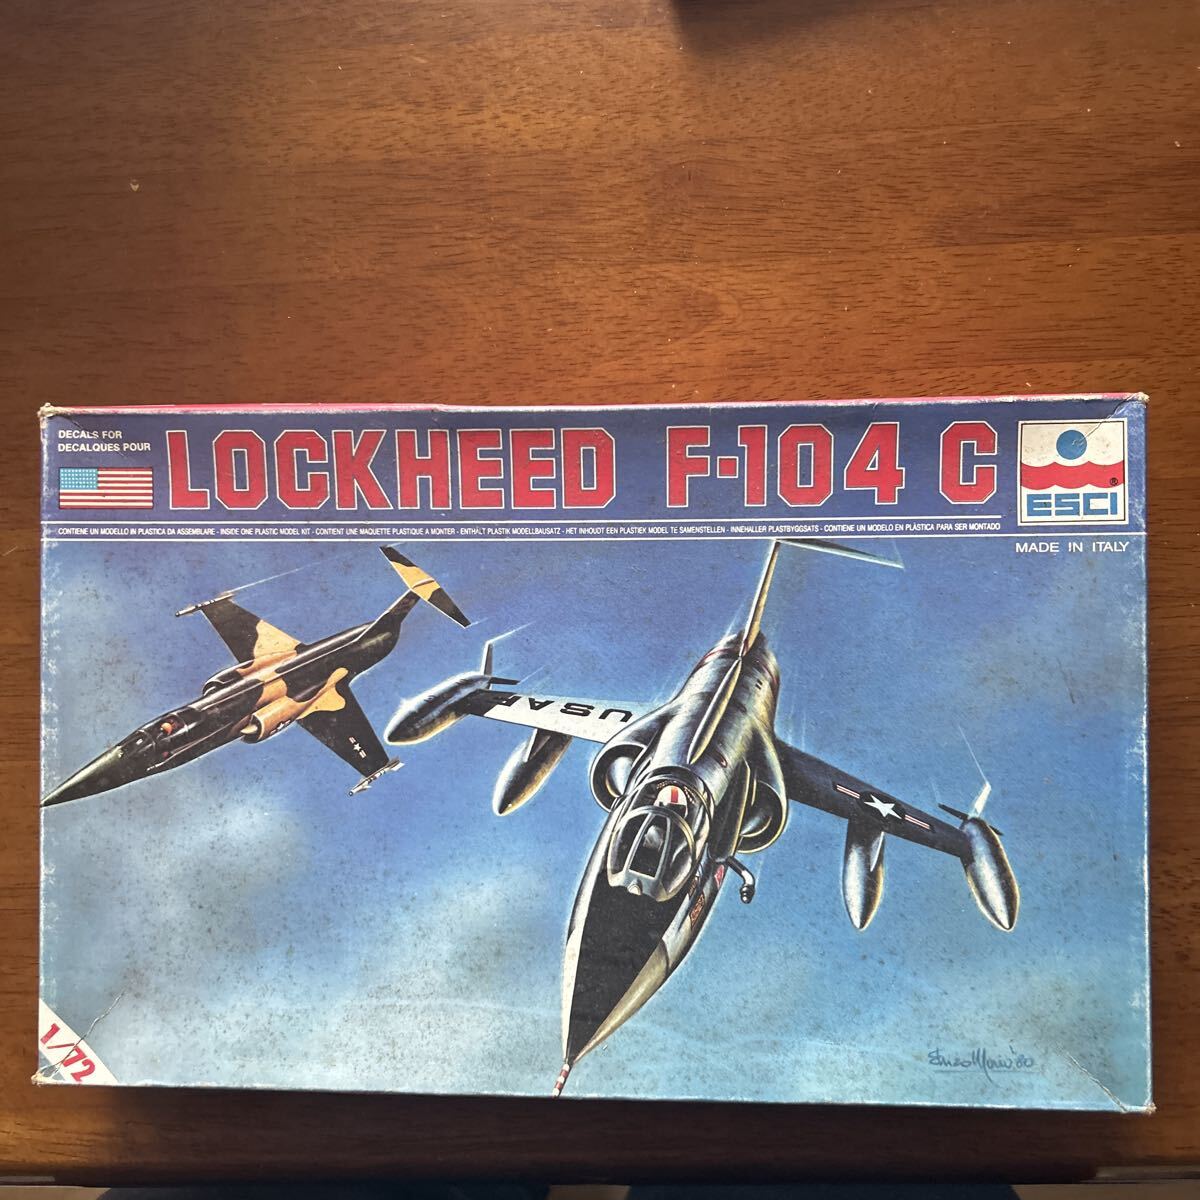 DECALS FOR
DECALQUES POUR
LOCKHEED F-104 C
ESCI
®
CONTIENE UN MODELLO IN PLASTICA DA ASSEMBLARE - INSIDE ONE PLASTIC MODEL KIT - CONTIENT UNE MAQUETTE PLASTIQUE A MONTER - ENTHÄLT PLASTIK MODELLBAUSATZ - HET INHOUDT EEN PLASTIEK MODEL TE SAMENSTELLEN - INNEHALLER PLASTBYGGSATS - CONTIENE UN MODELO EN PLÀSTICA PARA SER MONTADO
MADE IN ITALY
USAF
1/72
'80